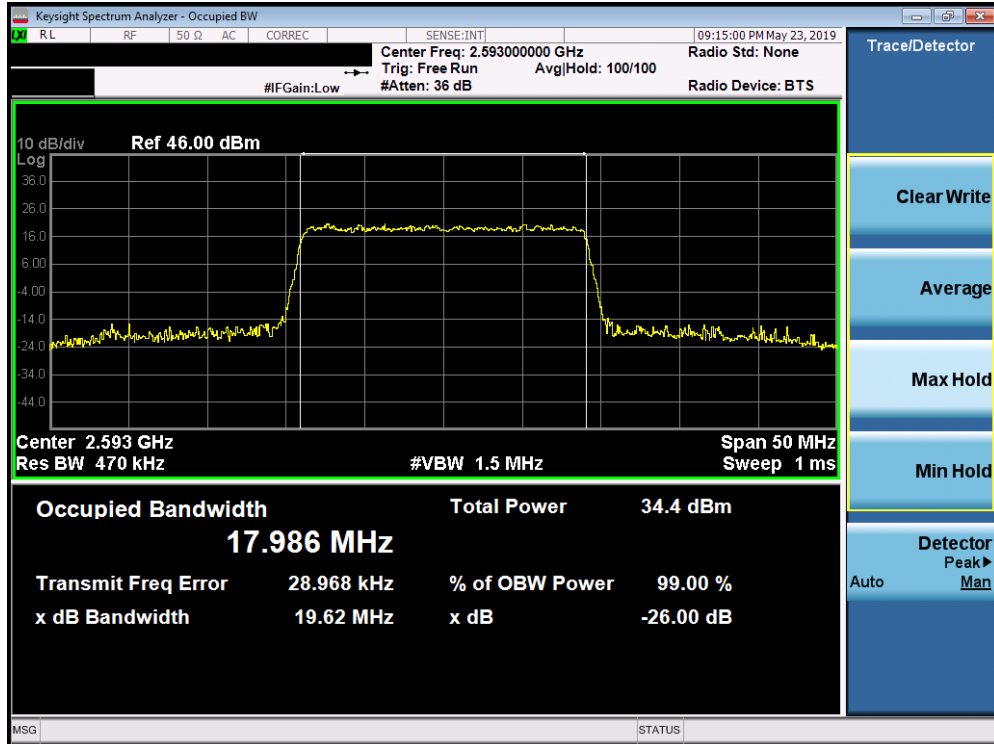 Keysight Spectrum Analyzer - Occupied BW
LXI RL RF 50 Ω AC CORREC SENSE:INT 09:15:00 PM May 23, 2019
Center Freq: 2.593000000 GHz Radio Std: None
Trig: Free Run Avg|Hold: 100/100
#IFGain:Low #Atten: 36 dB Radio Device: BTS
10 dB/div Ref 46.00 dBm
Log
36.0
26.0
16.0
6.00
-4.00
-14.0
-24.0
-34.0
-44.0
Center 2.593 GHz Span 50 MHz
Res BW 470 kHz #VBW 1.5 MHz Sweep 1 ms
Occupied Bandwidth Total Power 34.4 dBm
17.986 MHz
Transmit Freq Error 28.968 kHz % of OBW Power 99.00 %
x dB Bandwidth 19.62 MHz x dB -26.00 dB
MSG STATUS
Trace/Detector
Clear Write
Average
Max Hold
Min Hold
Detector
Peak▶
Auto Man